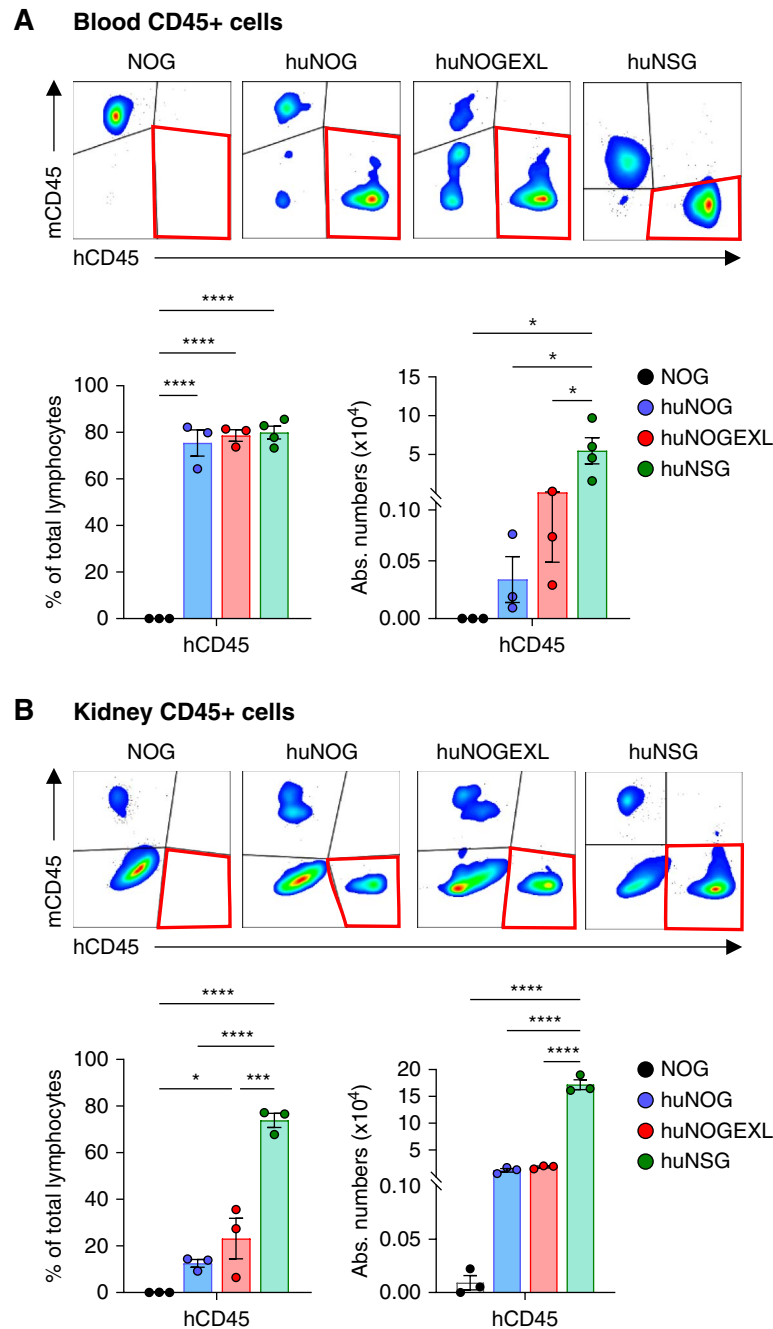 A Blood CD45+ cells
NOG huNOG huNOGEXL huNSG
mCD45
hCD45
**** * 
**** *
**** *
% of total lymphocytes
100
80
60
40
20
0
hCD45
Abs. numbers (x10⁴)
15
10
5
0.10
0.05
0.00
hCD45
NOG
huNOG
huNOGEXL
huNSG
B Kidney CD45+ cells
NOG huNOG huNOGEXL huNSG
mCD45
hCD45
**** ****
**** ****
* *** ****
% of total lymphocytes
100
80
60
40
20
0
hCD45
Abs. numbers (x10⁴)
20
15
10
5
0.10
0.05
0.00
hCD45
NOG
huNOG
huNOGEXL
huNSG